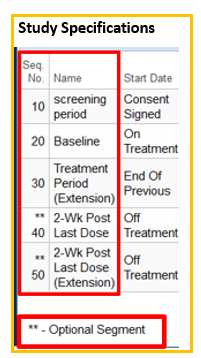 Study Specifications
Seq.
No. Name Start Date
10 screening period Consent Signed
20 Baseline On Treatment
30 Treatment Period (Extension) End Of Previous
** 40 2-Wk Post Last Dose Off Treatment
** 50 2-Wk Post Last Dose (Extension) Off Treatment
** - Optional Segment